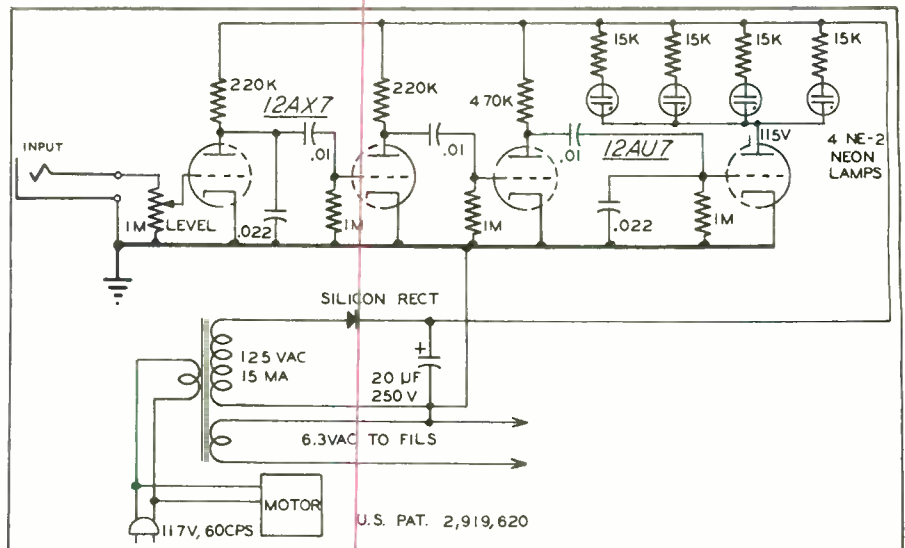 15K
15K
15K
15K
220K
12AX7
220K
470K
.01
.01
.01
12AU7
115V
4 NE-2
NEON
LAMPS
INPUT
1M
LEVEL
.022
1M
1M
.022
1M
SILICON RECT
125 VAC
15 MA
+
20 µF
250 V
6.3VAC TO FILS
MOTOR
117V, 60CPS
U.S. PAT. 2,919,620